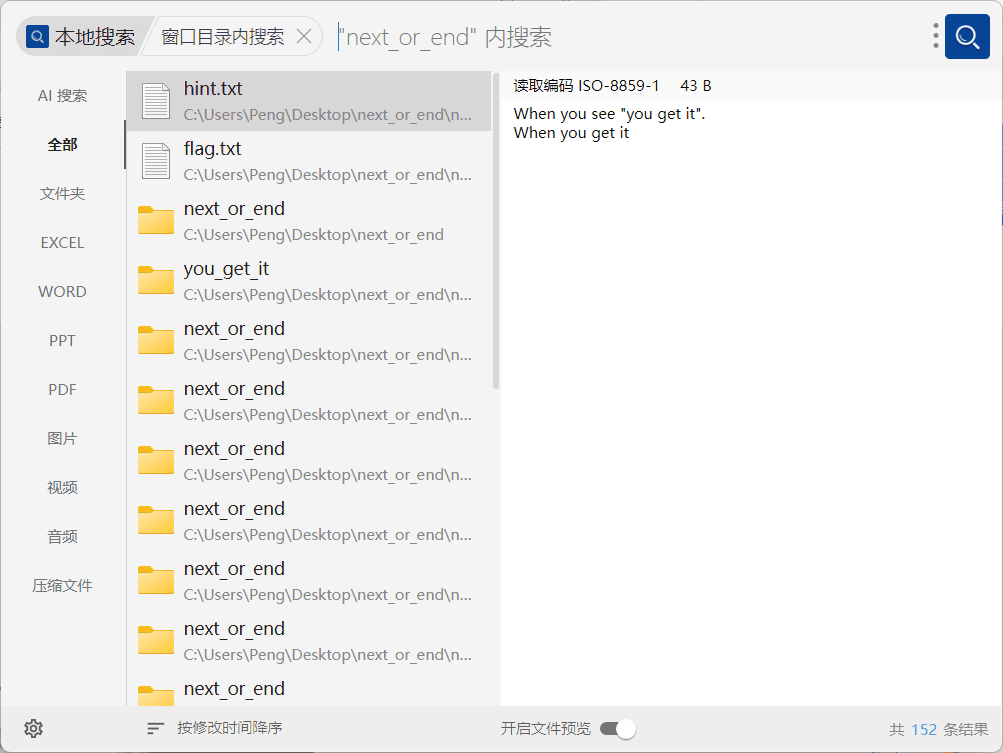 本地搜索 窗口目录内搜索 "next_or_end" 内搜索
AI 搜索
全部
文件夹
EXCEL
WORD
PPT
PDF
图片
视频
音频
压缩文件
hint.txt
C:\Users\Peng\Desktop\next_or_end\n...
flag.txt
C:\Users\Peng\Desktop\next_or_end\n...
next_or_end
C:\Users\Peng\Desktop\next_or_end
you_get_it
C:\Users\Peng\Desktop\next_or_end\n...
next_or_end
C:\Users\Peng\Desktop\next_or_end\n...
next_or_end
C:\Users\Peng\Desktop\next_or_end\n...
next_or_end
C:\Users\Peng\Desktop\next_or_end\n...
next_or_end
C:\Users\Peng\Desktop\next_or_end\n...
next_or_end
C:\Users\Peng\Desktop\next_or_end\n...
next_or_end
C:\Users\Peng\Desktop\next_or_end\n...
next_or_end
读取编码 ISO-8859-1 43 B
When you see "you get it".
When you get it
按修改时间降序 开启文件预览 共 152 条结果